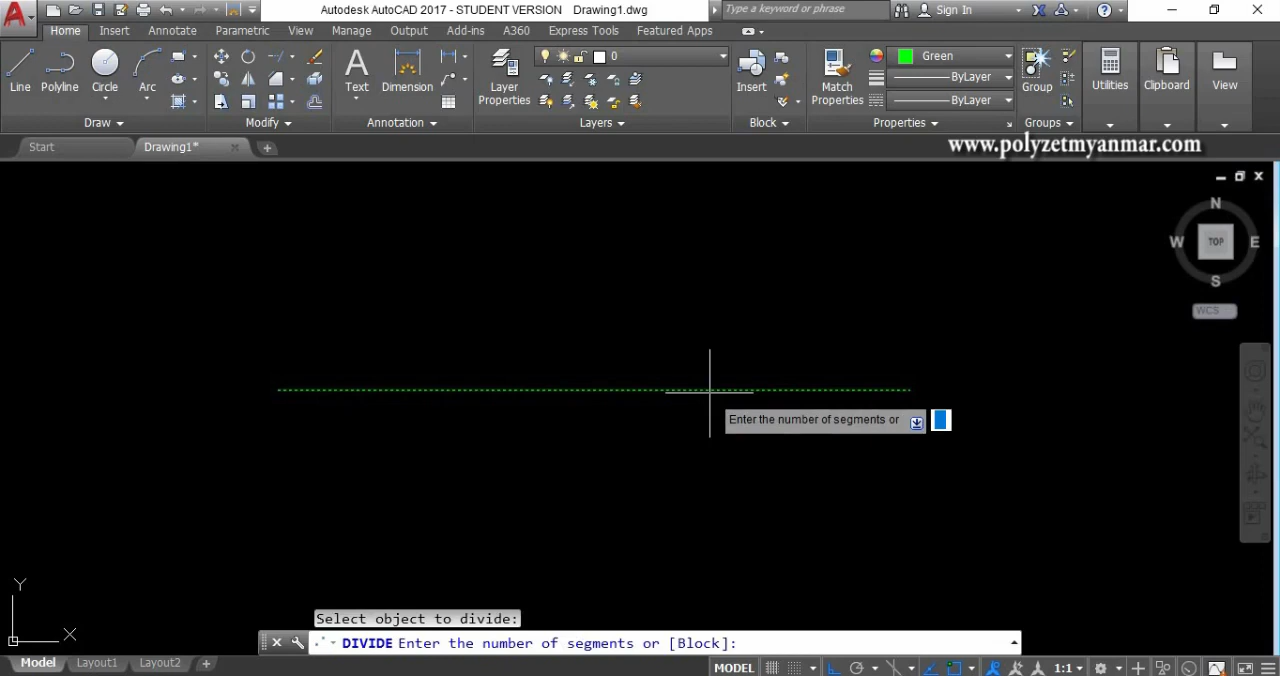 Autodesk AutoCAD 2017 - STUDENT VERSION Drawing1.dwg
Type a keyword or phrase
Sign In
Home Insert Annotate Parametric View Manage Output Add-ins A360 Express Tools Featured Apps
0
Green
ByLayer
ByLayer
Line Polyline Circle Arc
Text Dimension
Layer Properties
Insert
Match Properties
Group
Utilities
Clipboard
View
Draw Modify Annotation Layers Block Properties Groups
Start Drawing1*
www.polyzetmyanmar.com
N
W TOP E
S
WCS
Enter the number of segments or
Y
X
Select object to divide:
DIVIDE Enter the number of segments or [Block]:
Model Layout1 Layout2
MODEL 1:1